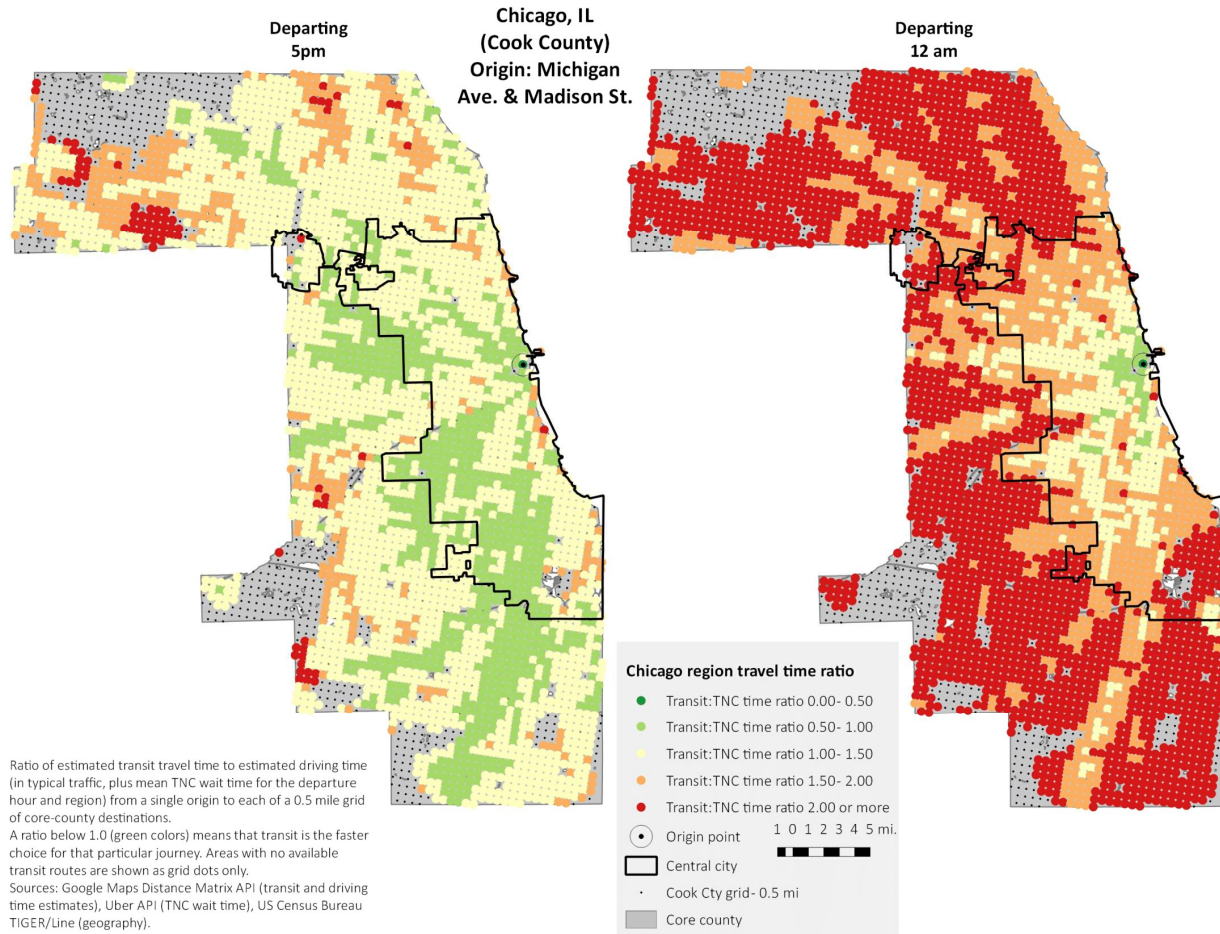 Chicago, IL
(Cook County)
Origin: Michigan
Ave. & Madison St.
Departing
5pm
Departing
12 am
Chicago region travel time ratio
Transit:TNC time ratio 0.00- 0.50
Transit:TNC time ratio 0.50- 1.00
Transit:TNC time ratio 1.00- 1.50
Transit:TNC time ratio 1.50- 2.00
Transit:TNC time ratio 2.00 or more
Origin point
1 0 1 2 3 4 5 mi.
Central city
Cook Cty grid- 0.5 mi
Core county
Ratio of estimated transit travel time to estimated driving time
(in typical traffic, plus mean TNC wait time for the departure
hour and region) from a single origin to each of a 0.5 mile grid
of core-county destinations.
A ratio below 1.0 (green colors) means that transit is the faster
choice for that particular journey. Areas with no available
transit routes are shown as grid dots only.
Sources: Google Maps Distance Matrix API (transit and driving
time estimates), Uber API (TNC wait time), US Census Bureau
TIGER/Line (geography).